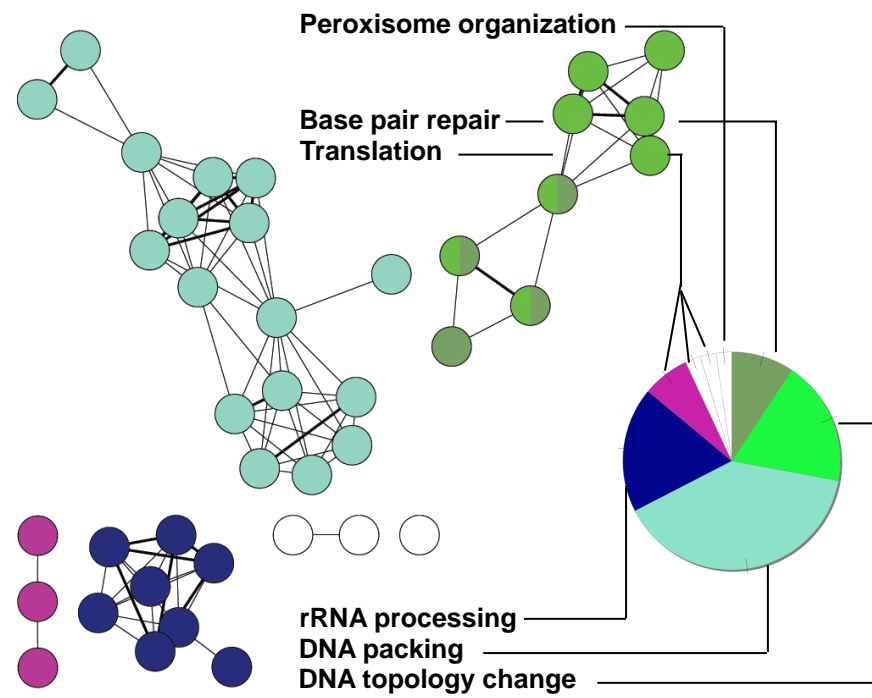 Peroxisome organization
Base pair repair
Translation
rRNA processing
DNA packing
DNA topology change